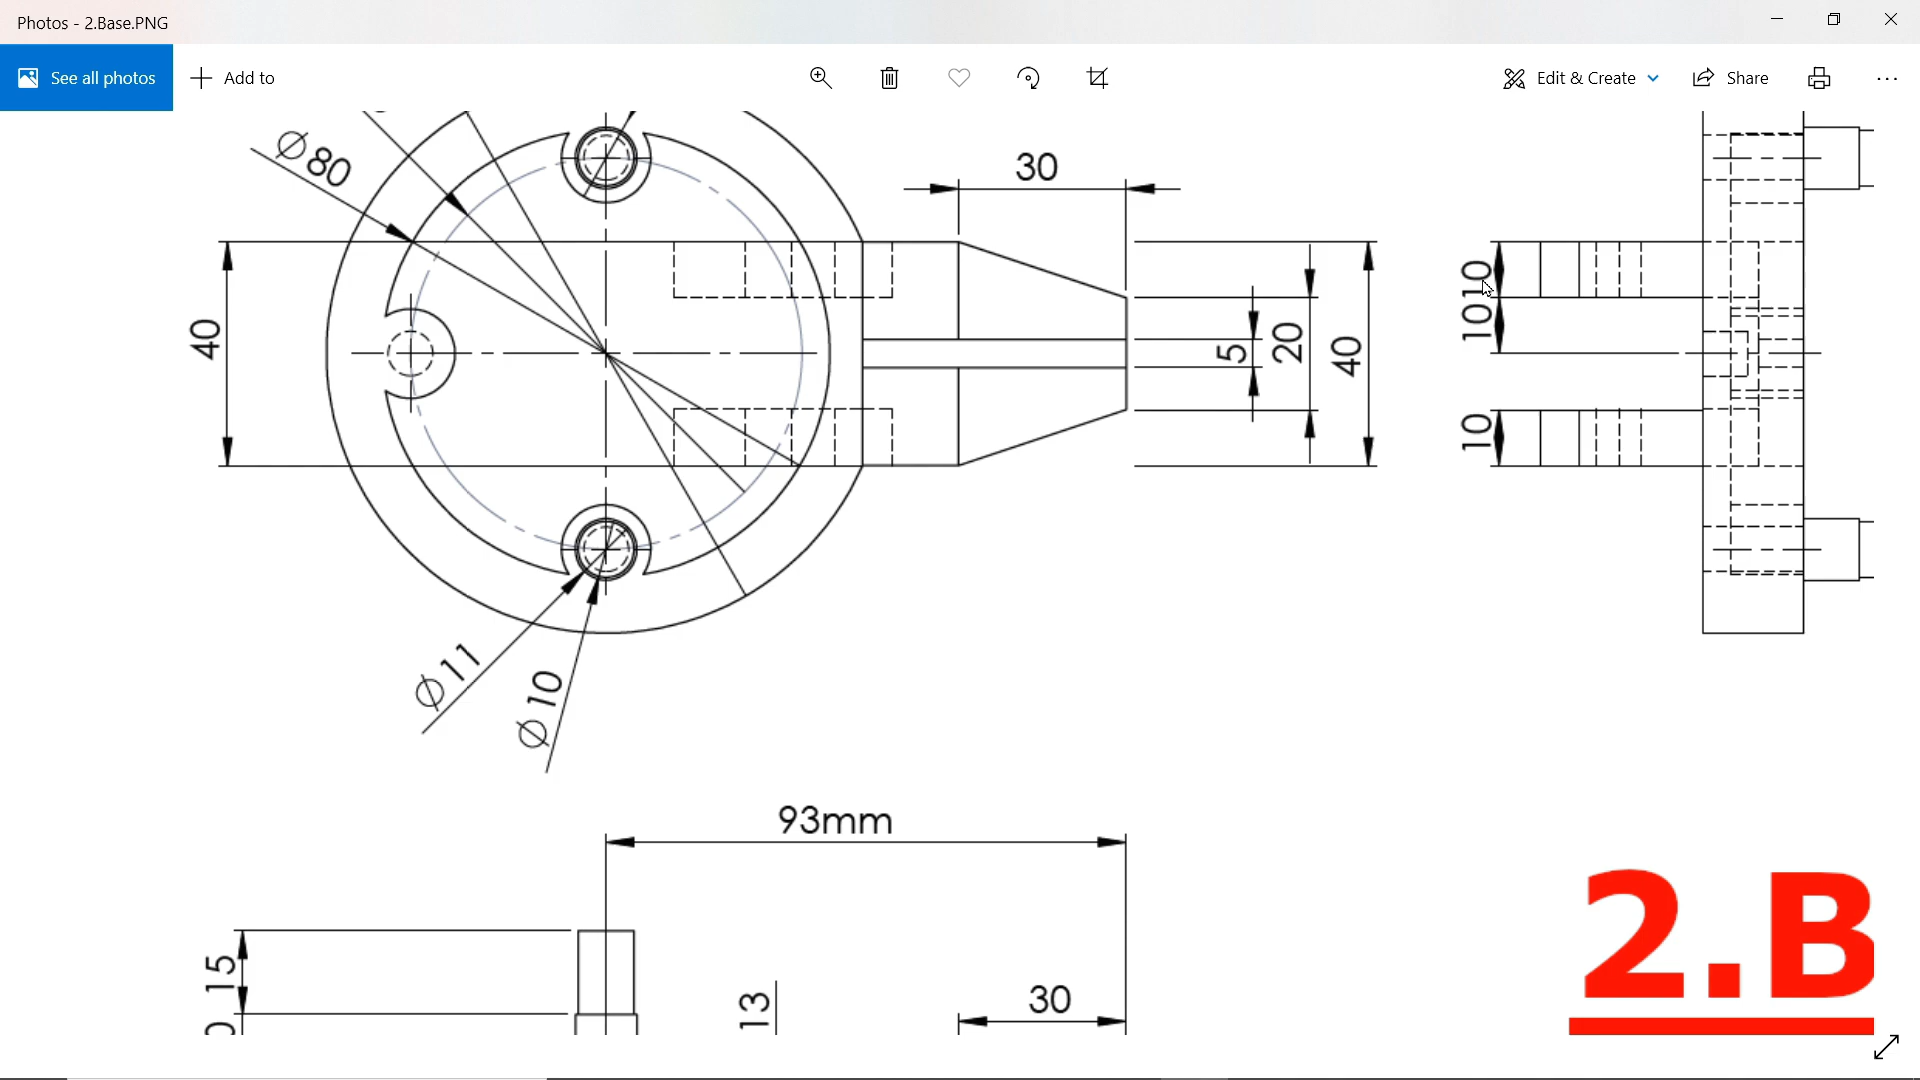 Photos - 2.Base.PNG
See all photos
Add to
Edit & Create
Share
Ø80
30
40
10
10
5
20
40
10
Ø11
Ø10
93mm
15
13
30
2.B